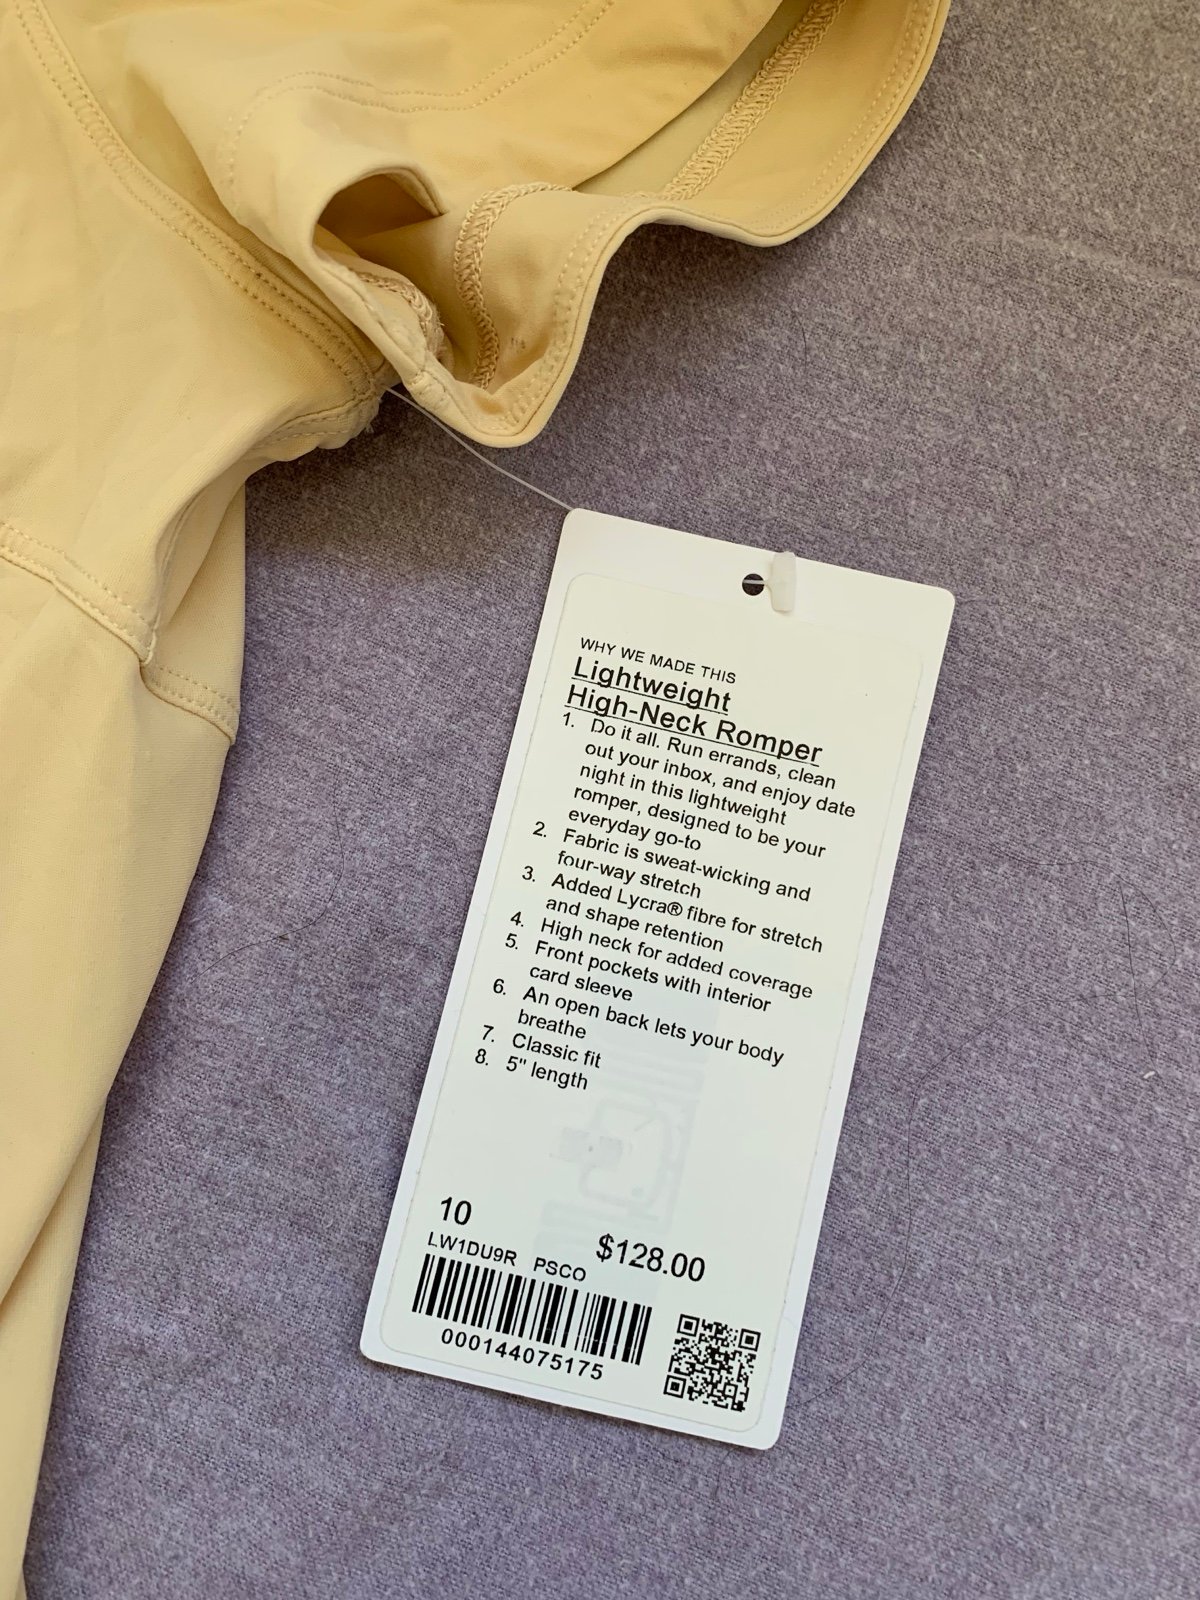 WHY WE MADE THIS
Lightweight
High-Neck Romper
1. Do it all. Run errands, clean
out your inbox, and enjoy date
night in this lightweight
romper, designed to be your
everyday go-to
2. Fabric is sweat-wicking and
four-way stretch
3. Added Lycra® fibre for stretch
and shape retention
4. High neck for added coverage
5. Front pockets with interior
card sleeve
6. An open back lets your body
breathe
7. Classic fit
8. 5" length
10
$128.00
LW1DU9R PSCO
000144075175